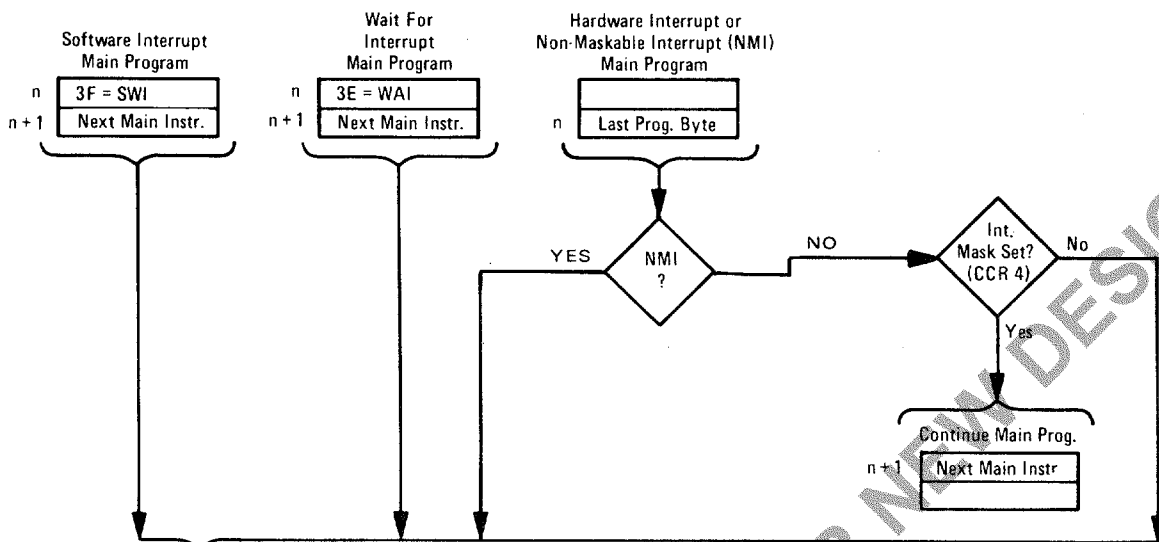 Software Interrupt
Main Program
n 3F = SWI
n + 1 Next Main Instr.
Wait For
Interrupt
Main Program
n 3E = WAI
n + 1 Next Main Instr.
Hardware Interrupt or
Non-Maskable Interrupt (NMI)
Main Program
n Last Prog. Byte
YES
NMI
?
NO
Int.
Mask Set?
(CCR 4)
No
Yes
Continue Main Prog.
n + 1 Next Main Instr
NEW